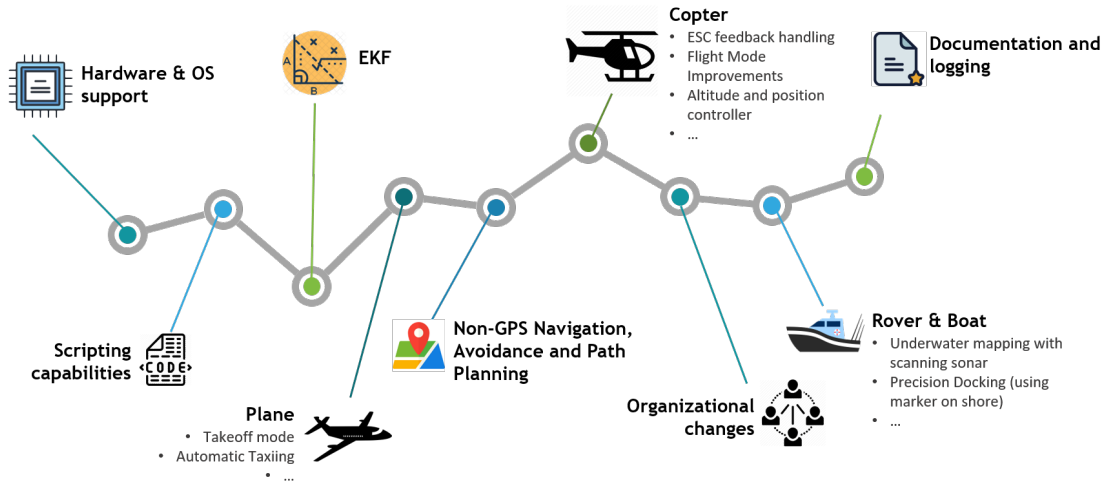 Hardware & OS
support
A
B
EKF
Copter
• ESC feedback handling
• Flight Mode
Improvements
• Altitude and position
controller
• ...
Documentation and
logging
Scripting
capabilities
<CODE>
Plane
• Takeoff mode
• Automatic Taxiing
• ...
Non-GPS Navigation,
Avoidance and Path
Planning
Organizational
changes
Rover & Boat
• Underwater mapping with
scanning sonar
• Precision Docking (using
marker on shore)
• ...